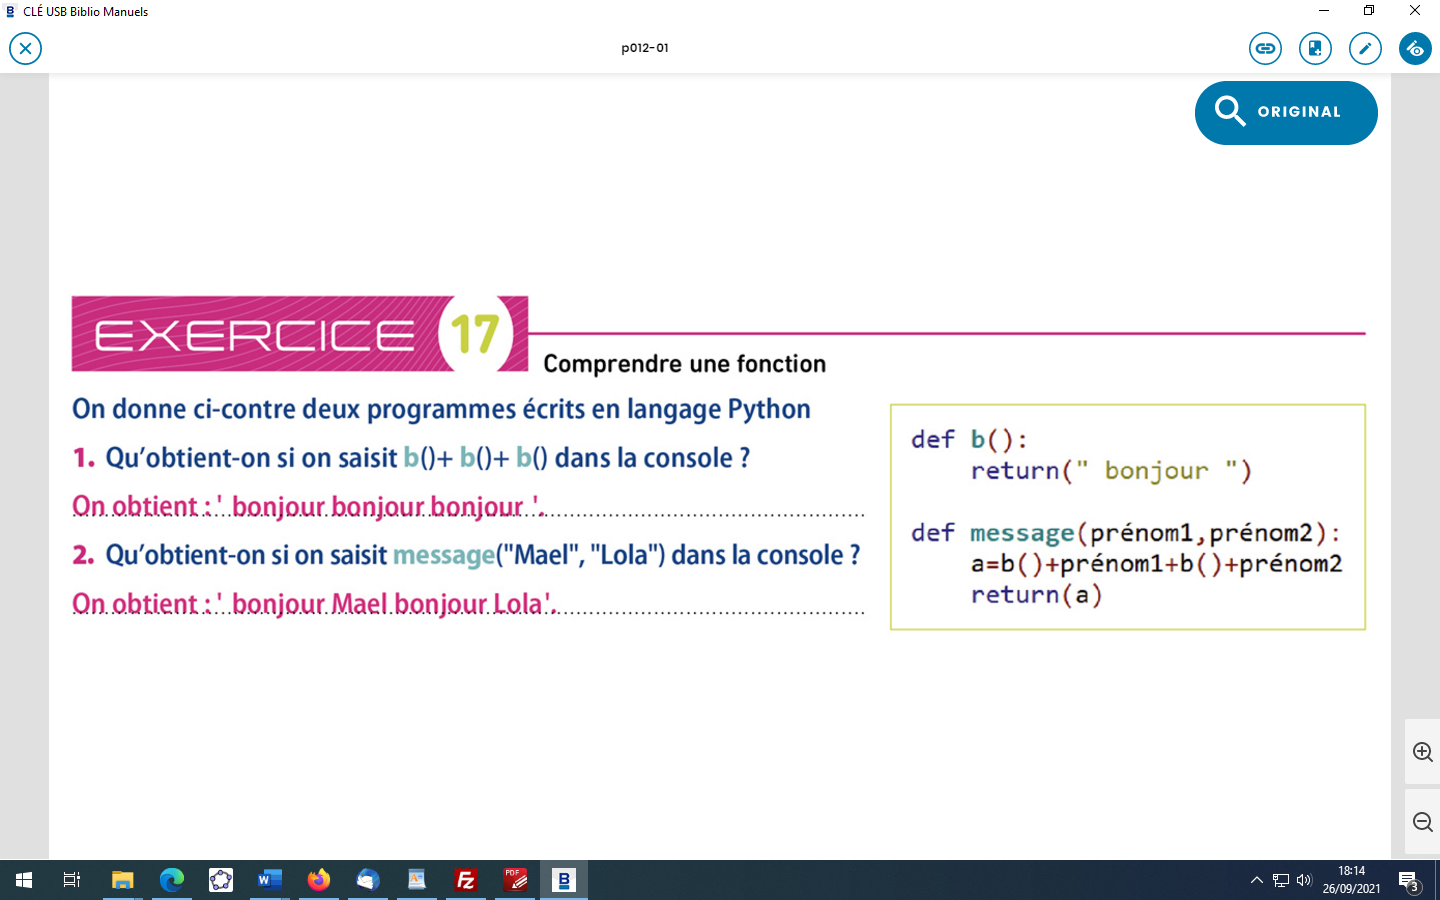 CLÉ USB Biblio Manuels
p012-01
ORIGINAL
EXERCICE 17
Comprendre une fonction
On donne ci-contre deux programmes écrits en langage Python
1. Qu'obtient-on si on saisit b()+ b()+ b() dans la console ?
On obtient : ' bonjour bonjour bonjour '.
2. Qu'obtient-on si on saisit message("Mael", "Lola") dans la console ?
On obtient : ' bonjour Mael bonjour Lola'.
def b():
    return(" bonjour ")
def message(prénom1,prénom2):
    a=b()+prénom1+b()+prénom2
    return(a)
18:14
26/09/2021
3